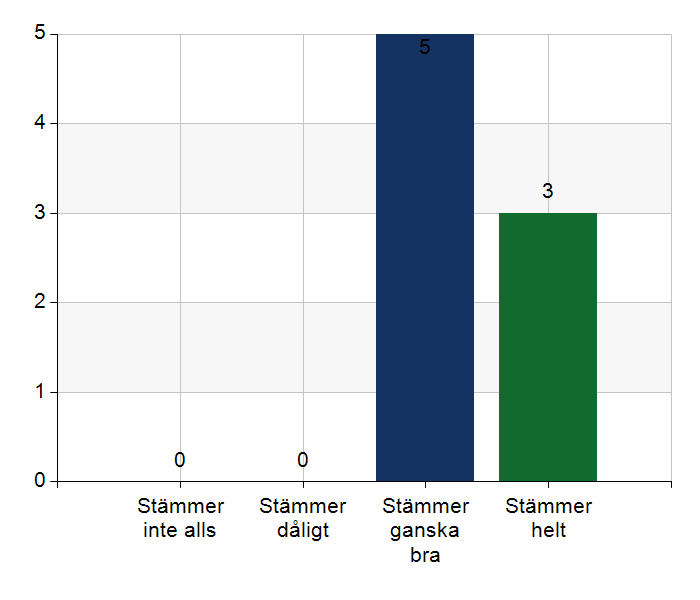 5
5
4
3
3
2
1
0
0
0
Stämmer
inte alls
Stämmer
dåligt
Stämmer
ganska
bra
Stämmer
helt